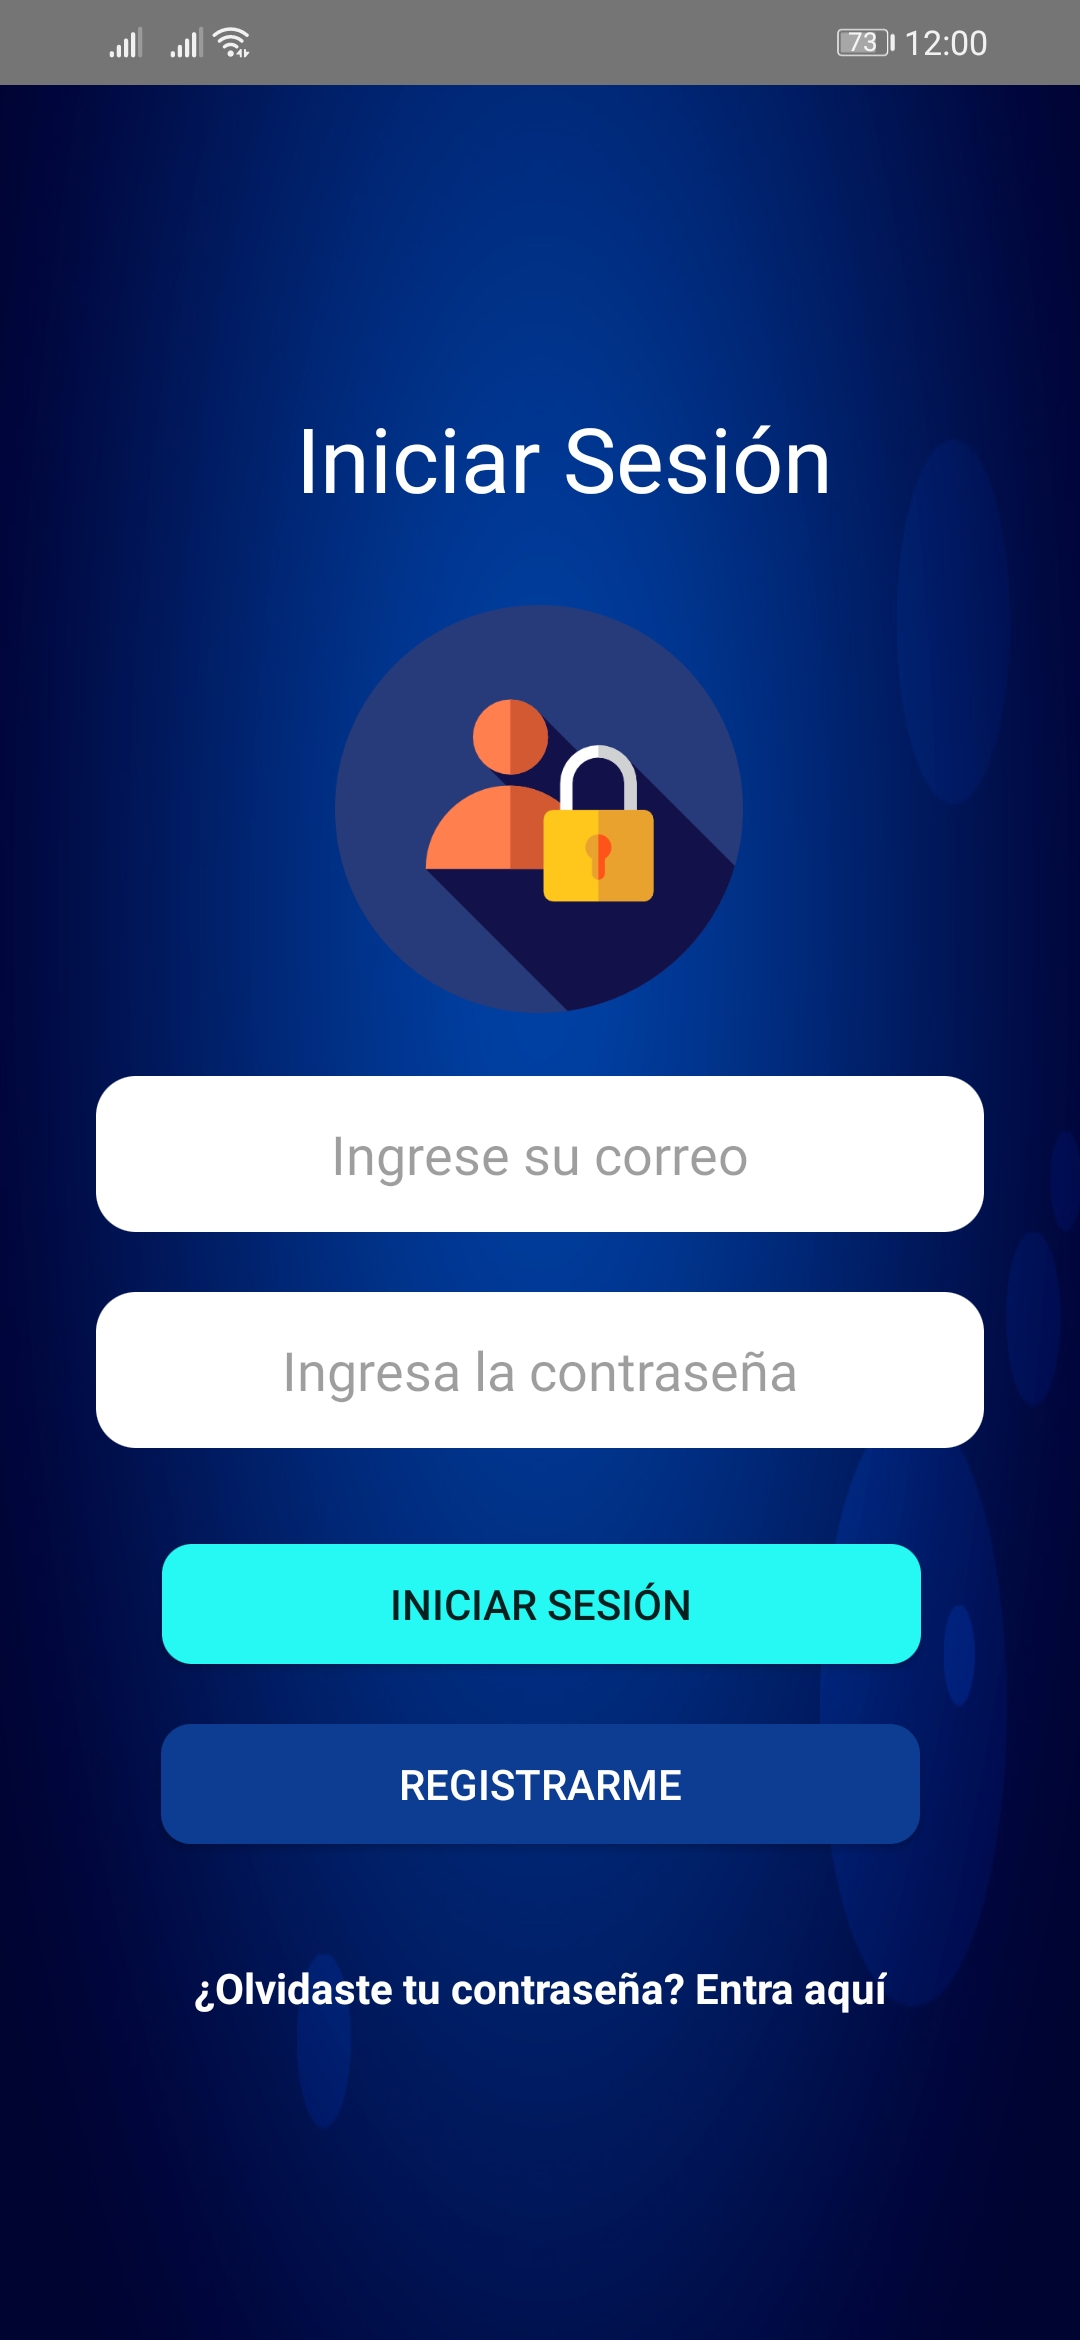 73 12:00
Iniciar Sesión
Ingrese su correo
Ingresa la contraseña
INICIAR SESIÓN
REGISTRARME
¿Olvidaste tu contraseña? Entra aquí